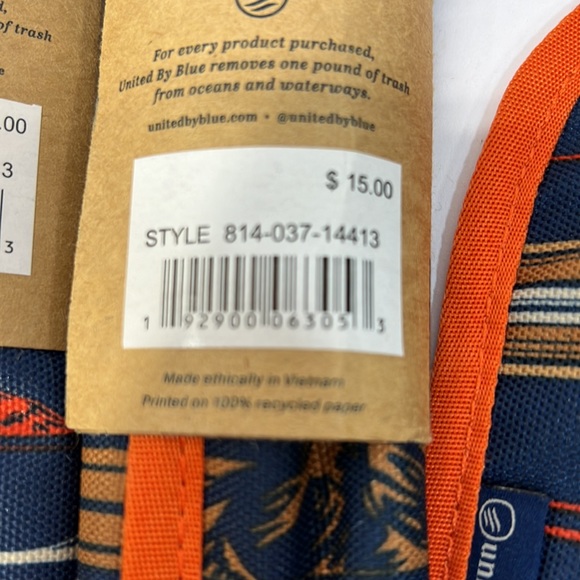 of trash
.00
3
3
For every product purchased,
United By Blue removes one pound of trash
from oceans and waterways.
unitedbyblue.com • @unitedbyblue
$ 15.00
STYLE 814-037-14413
1 92900 06305 3
Made ethically in Vietnam
Printed on 100% recycled paper
un